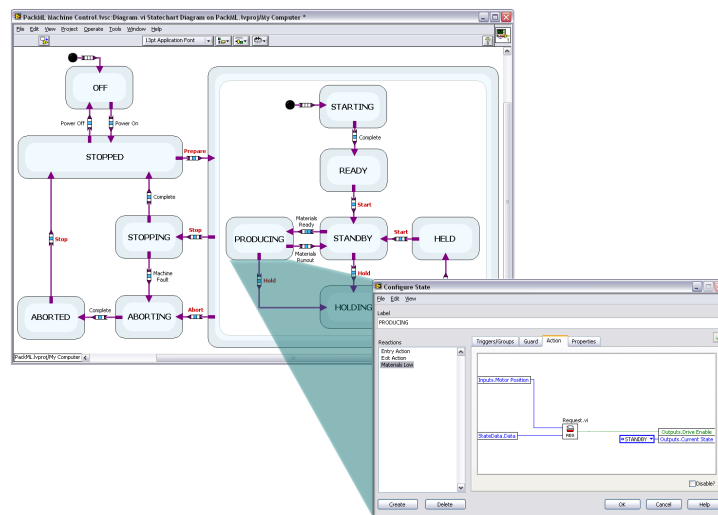 PackML Machine Control.lvsc:Diagram.vi Statechart Diagram on PackML.lvproj/My Computer *
File Edit View Project Operate Tools Window Help
13pt Application Font
OFF
Power Off
Power On
STOPPED
Prepare
Complete
Stop
STOPPING
Stop
Machine
Fault
ABORTED
Complete
ABORTING
Abort
STARTING
Complete
READY
Start
Materials
Ready
PRODUCING
STANDBY
Start
HELD
Materials
Runout
Hold
Hold
HOLDING
PackML.lvproj/My Computer
Configure State
File Edit View
Label
PRODUCING
Reactions
Entry Action
Exit Action
Materials Low
Triggers/Groups Guard Action Properties
Inputs.Motor Position
Request.vi
REQ
StateData.Data
STANDBY
Outputs.Drive Enable
Outputs.Current State
Disable?
Create Delete OK Cancel Help